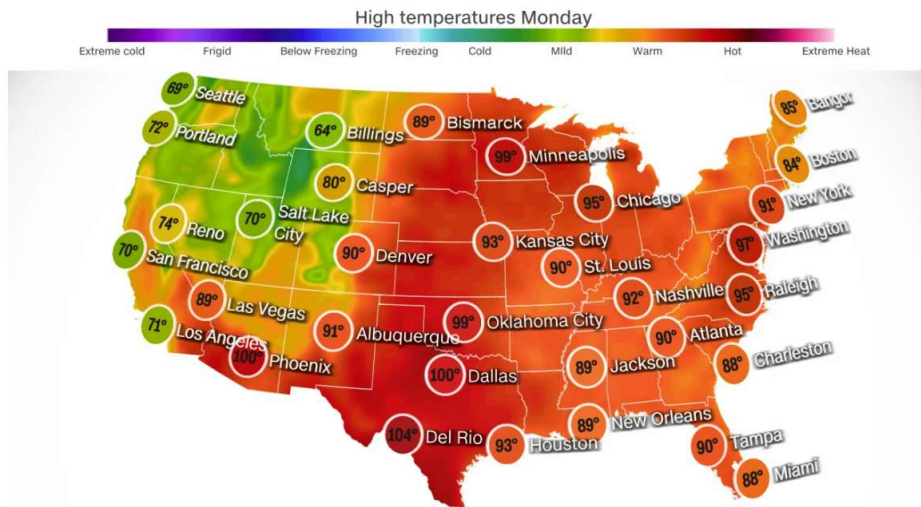 High temperatures Monday
Extreme cold Frigid Below Freezing Freezing Cold MIld Warm Hot Extreme Heat
69° Seattle
72° Portland
64° Billings
89° Bismarck
99° Minneapolis
85° Bangor
84° Boston
80° Casper
95° Chicago
91° New York
74° Reno
70° Salt Lake
City
93° Kansas City
97° Washington
70° San Francisco
90° Denver
90° St. Louis
89° Las Vegas
92° Nashville
95° Raleigh
71° Los Angeles
91° Albuquerque
99° Oklahoma City
90° Atlanta
100° Phoenix
100° Dallas
89° Jackson
88° Charleston
104° Del Rio
93° Houston
89° New Orleans
90° Tampa
88° Miami